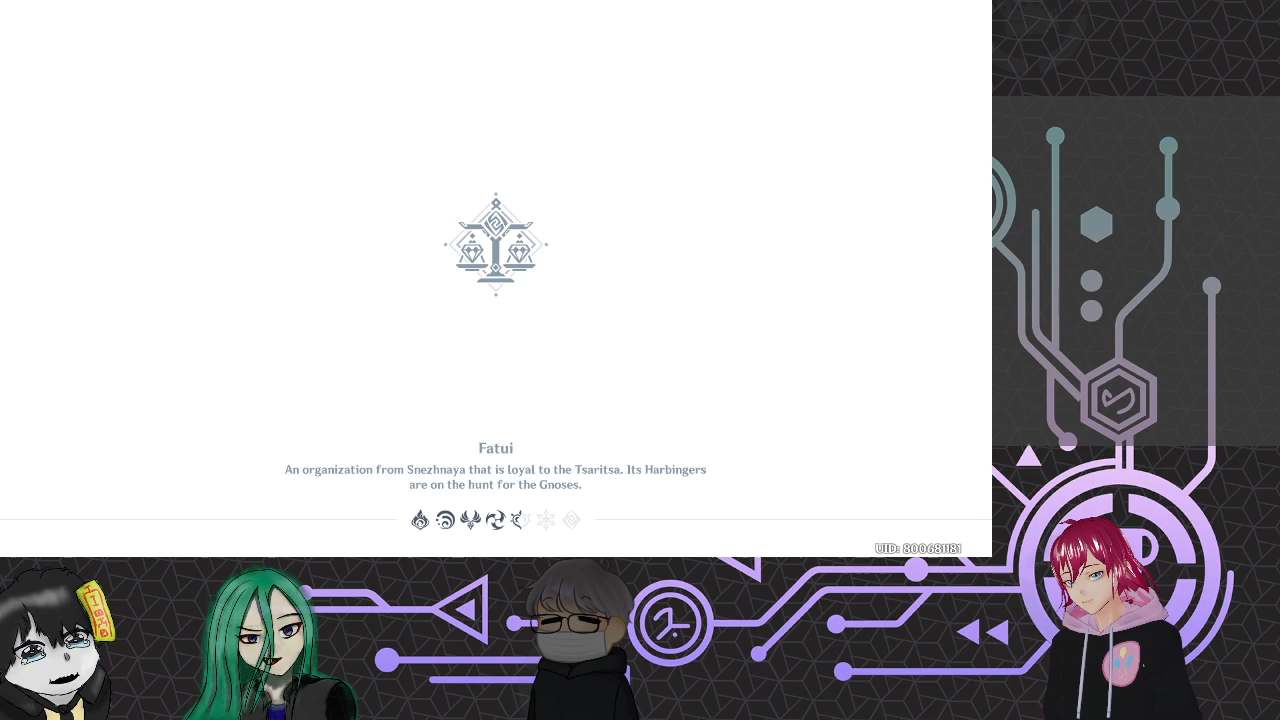 Fatui
An organization from Snezhnaya that is loyal to the Tsaritsa. Its Harbingers
are on the hunt for the Gnoses.
UID: 800681181